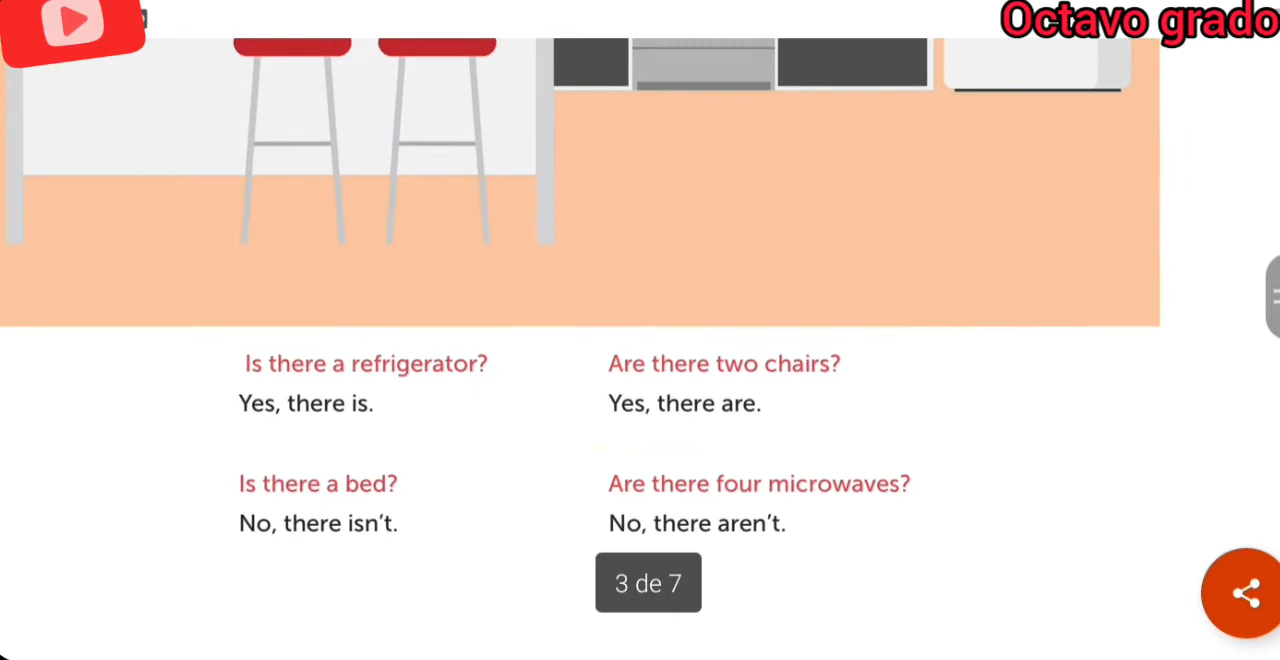 Octavo grado
Is there a refrigerator?
Yes, there is.
Are there two chairs?
Yes, there are.
Is there a bed?
No, there isn’t.
Are there four microwaves?
No, there aren’t.
3 de 7